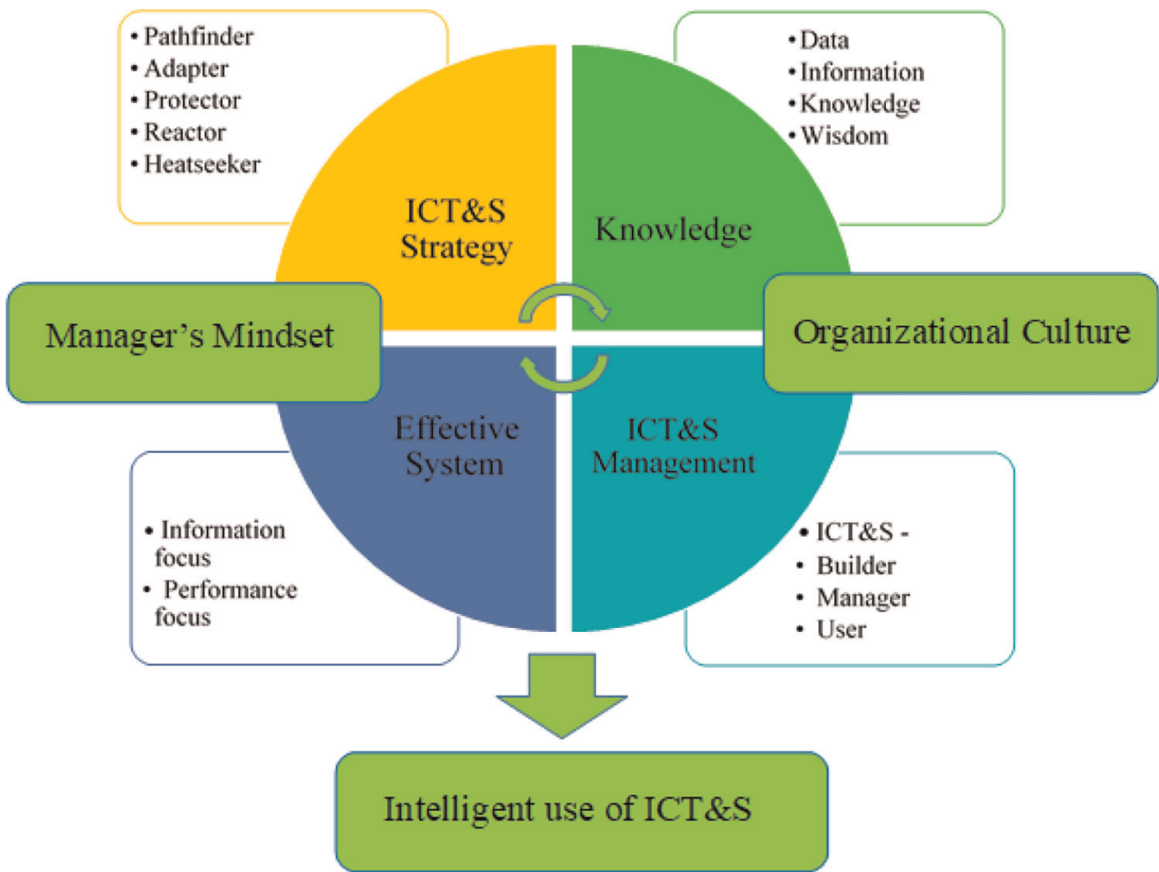 • Pathfinder
• Adapter
• Protector
• Reactor
• Heatseeker
• Data
• Information
• Knowledge
• Wisdom
ICT&S
Strategy
Knowledge
Manager's Mindset
Organizational Culture
Effective
System
ICT&S
Management
• Information
focus
• Performance
focus
• ICT&S -
• Builder
• Manager
• User
Intelligent use of ICT&S